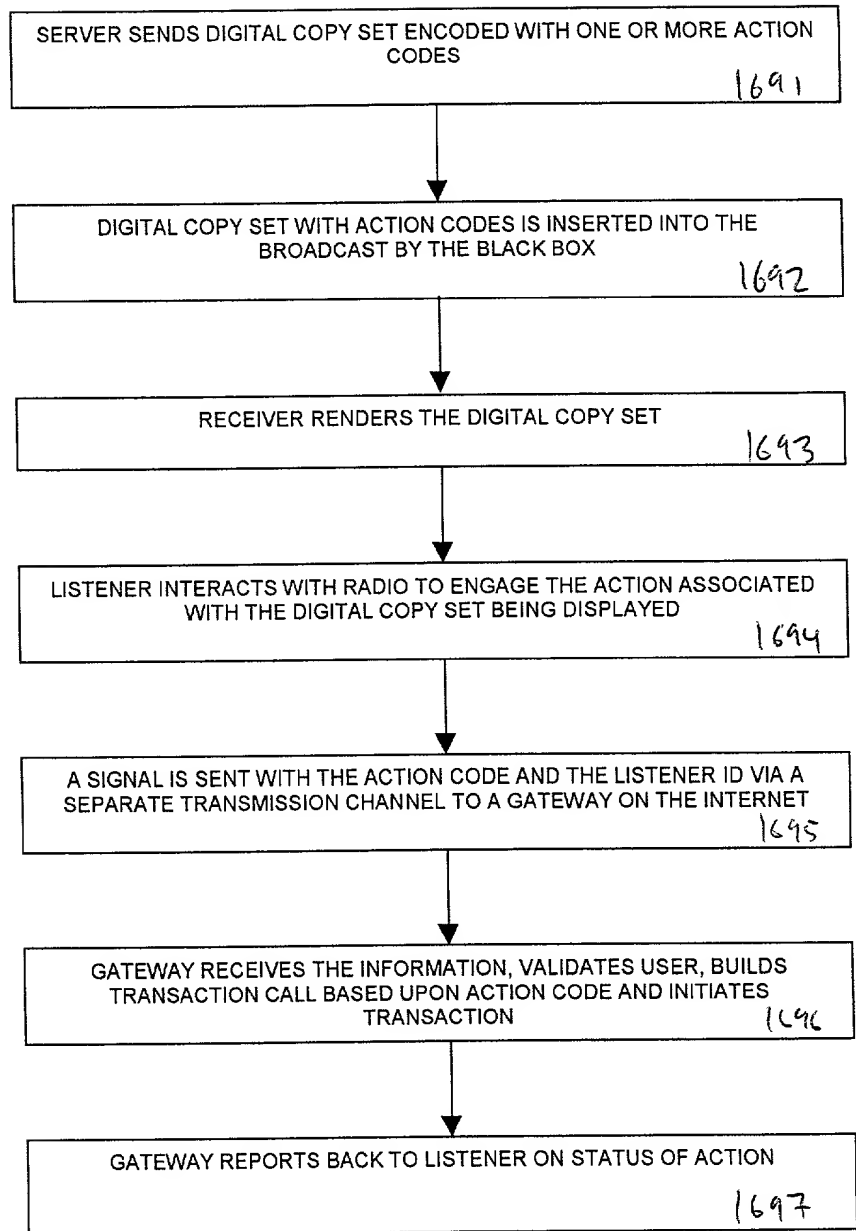 SERVER SENDS DIGITAL COPY SET ENCODED WITH ONE OR MORE ACTION
CODES
1691
DIGITAL COPY SET WITH ACTION CODES IS INSERTED INTO THE
BROADCAST BY THE BLACK BOX
1692
RECEIVER RENDERS THE DIGITAL COPY SET
1693
LISTENER INTERACTS WITH RADIO TO ENGAGE THE ACTION ASSOCIATED
WITH THE DIGITAL COPY SET BEING DISPLAYED
1694
A SIGNAL IS SENT WITH THE ACTION CODE AND THE LISTENER ID VIA A
SEPARATE TRANSMISSION CHANNEL TO A GATEWAY ON THE INTERNET
1695
GATEWAY RECEIVES THE INFORMATION, VALIDATES USER, BUILDS
TRANSACTION CALL BASED UPON ACTION CODE AND INITIATES
TRANSACTION 1696
GATEWAY REPORTS BACK TO LISTENER ON STATUS OF ACTION
1697